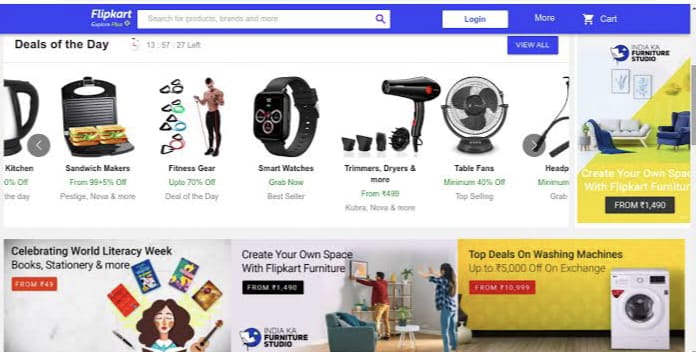 Flipkart
Explore Plus
Search for products, brands and more
Login
More
Cart
Deals of the Day
13 : 57 : 27 Left
VIEW ALL
Kitchen
0% Off
the day
Sandwich Makers
From 99+5% Off
Pestige, Nova & more
Fitness Gear
Upto 70% Off
Deal of the Day
Smart Watches
Grab Now
Best Seller
Trimmers, Dryers &
more
From ₹499
Kubra, Nova & more
Table Fans
Minimum 40% Off
Top Selling
Headp
Minimum
Grab
INDIA KA
FURNITURE
STUDIO
Create Your Own Spac
With Flipkart Furnitur
FROM ₹1,490
Celebrating World Literacy Week
Books, Stationery & more
FROM ₹49
Create Your Own Space
With Flipkart Furniture
FROM ₹1,490
INDIA KA
FURNITURE
STUDIO
Top Deals On Washing Machines
Up to ₹5,000 Off On Exchange
FROM ₹10,999